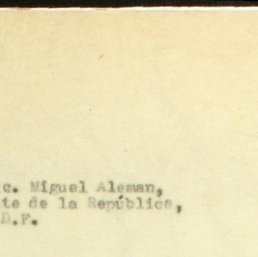 c. Miguel Aleman,
te de la República,
D.F.